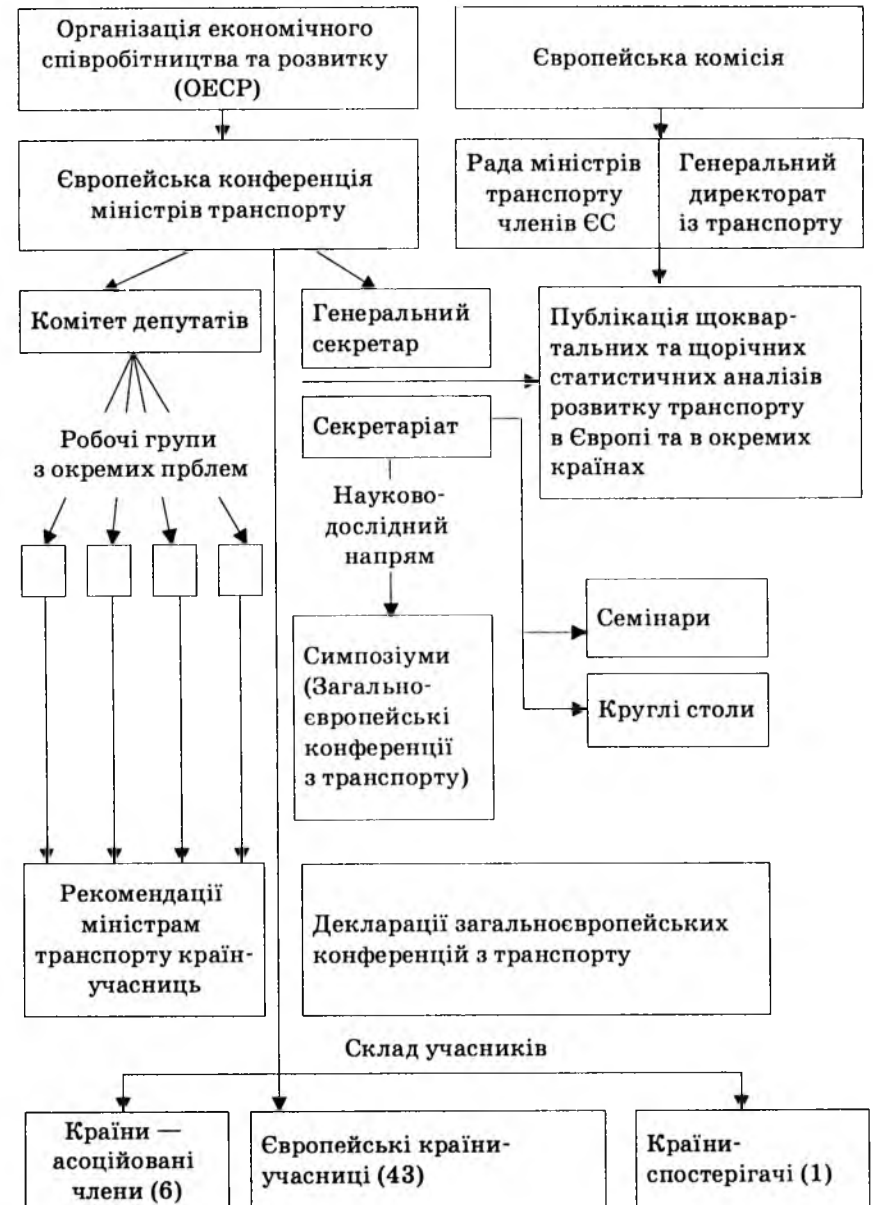 Організація економічного
співробітництва та розвитку
(ОЕСР)
Європейська комісія
Європейська конференція
міністрів транспорту
Рада міністрів
транспорту
членів ЄС
Генеральний
директорат
із транспорту
Комітет депутатів
Генеральний
секретар
Публікація щоквар-
тальних та щорічних
статистичних аналізів
розвитку транспорту
в Європі та в окремих
країнах
Робочі групи
з окремих прблем
Секретаріат
Науково-
дослідний
напрям
Семінари
Симпозіуми
(Загально-
європейські
конференції
з транспорту)
Круглі столи
Рекомендації
міністрам
транспорту країн-
учасниць
Декларації загальноєвропейських
конференцій з транспорту
Склад учасників
Країни —
асоційовані
члени (6)
Європейські країни-
учасниці (43)
Країни-
спостерігачі (1)